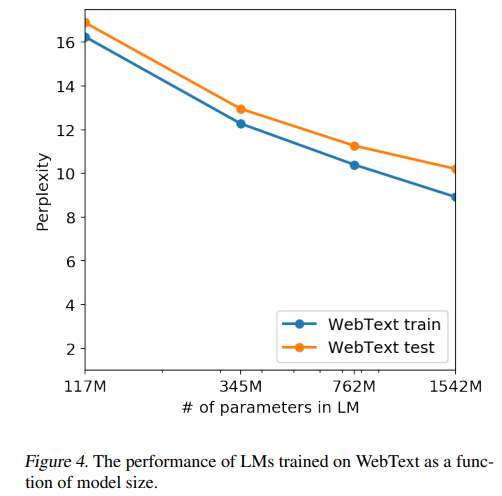 16
14
12
10
8
6
4
2
Perplexity
WebText train
WebText test
117M 345M 762M 1542M
# of parameters in LM
Figure 4. The performance of LMs trained on WebText as a func-
tion of model size.